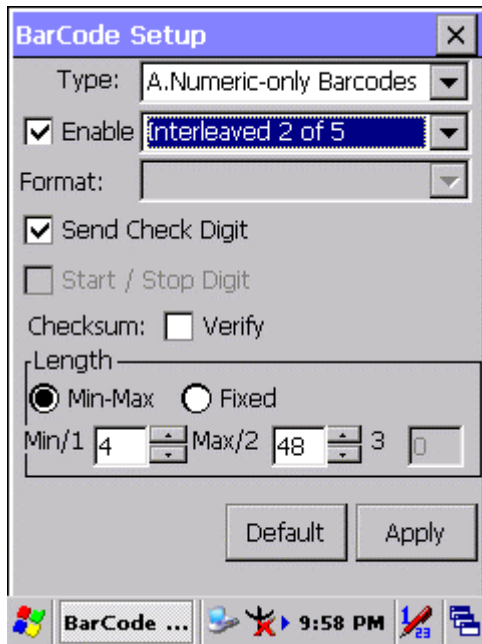 BarCode Setup
Type: A.Numeric-only Barcodes
Enable Interleaved 2 of 5
Format:
Send Check Digit
Start / Stop Digit
Checksum: Verify
Length
Min-Max Fixed
Min/1 4 Max/2 48 3 0
Default Apply
BarCode ... 9:58 PM 1/23